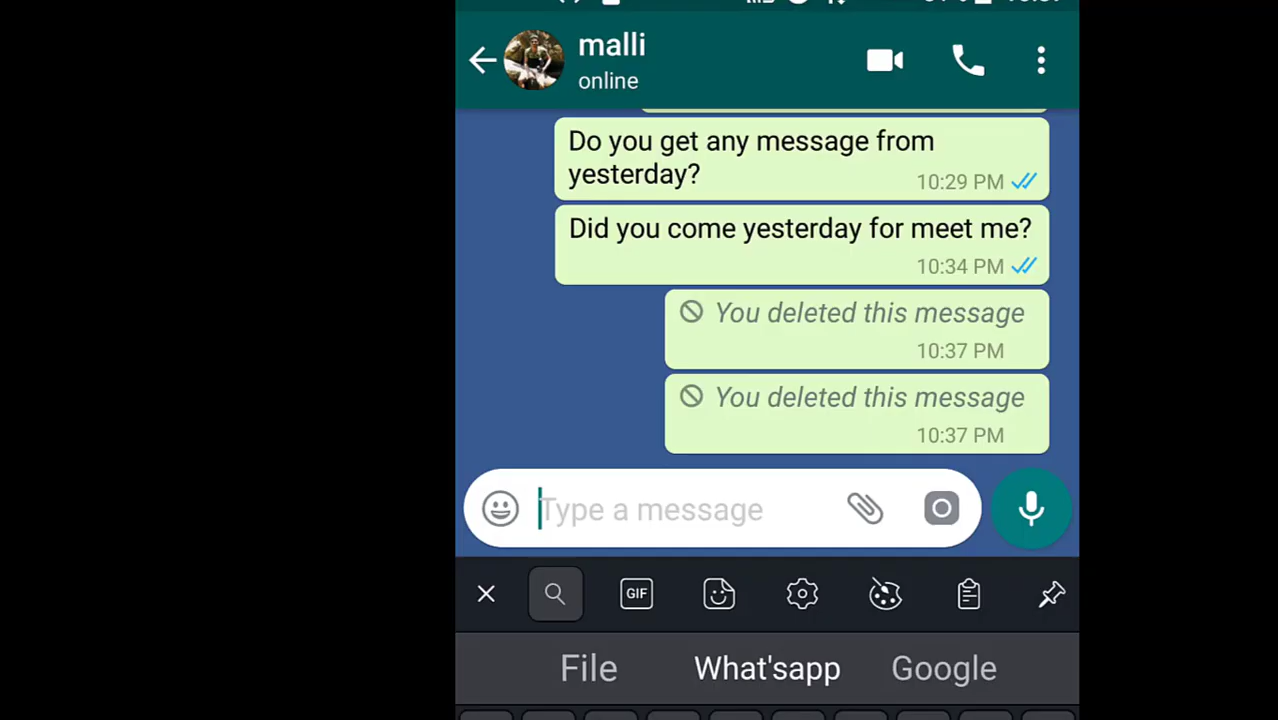 malli
online
Do you get any message from
yesterday?
10:29 PM
Did you come yesterday for meet me?
10:34 PM
You deleted this message
10:37 PM
You deleted this message
10:37 PM
Type a message
GIF
File What'sapp Google